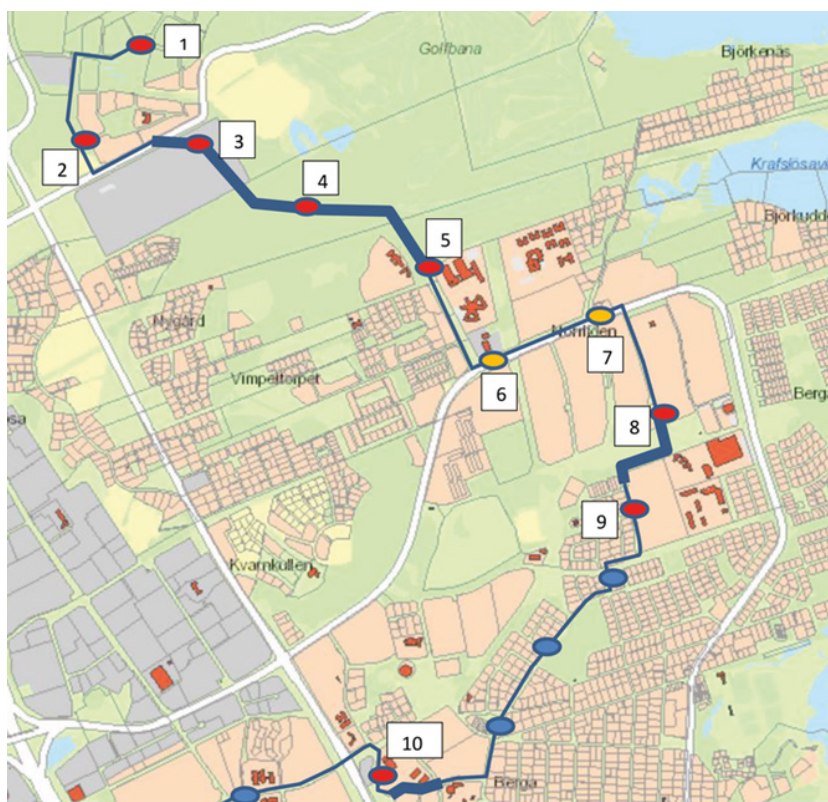 1
Golfbana
Björkenäs
2
3
Krafslösa
4
Björkudd
5
Nygård
Norrliden
7
Vimpeltorpet
6
Berga
8
9
Kvarnkullen
10
Berga